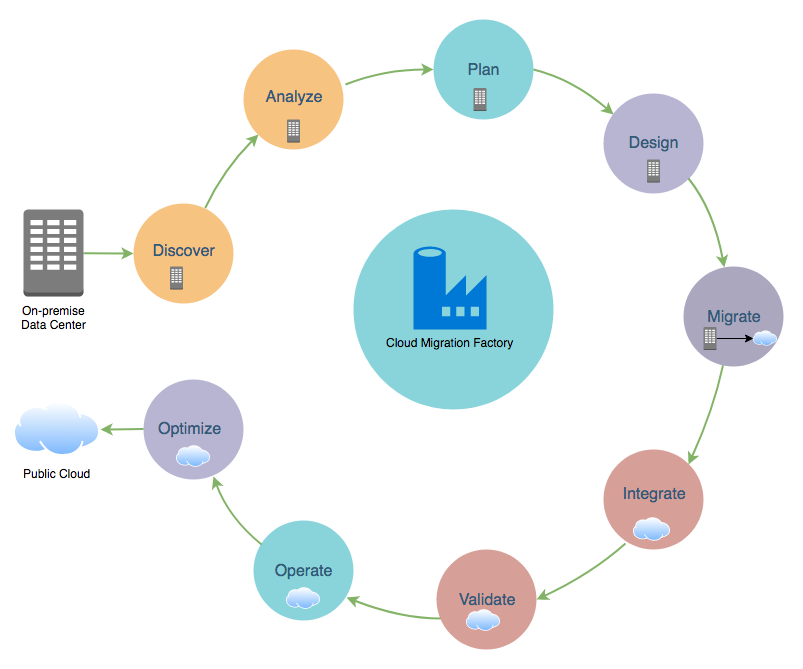 Plan
Analyze
Design
Discover
On-premise
Data Center
Migrate
Cloud Migration Factory
Optimize
Public Cloud
Integrate
Operate
Validate